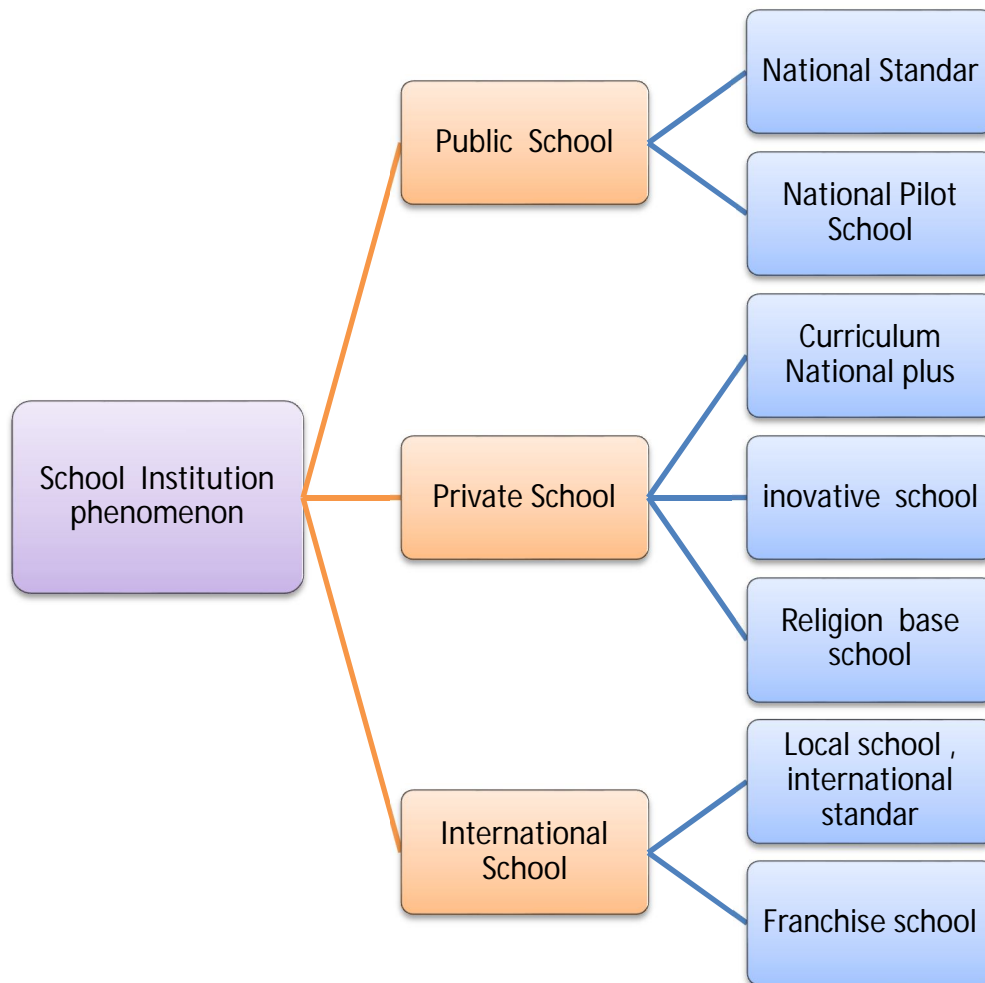 School Institution
phenomenon
Public School
National Standar
National Pilot
School
Private School
Curriculum
National plus
inovative school
Religion base
school
International
School
Local school ,
international
standar
Franchise school